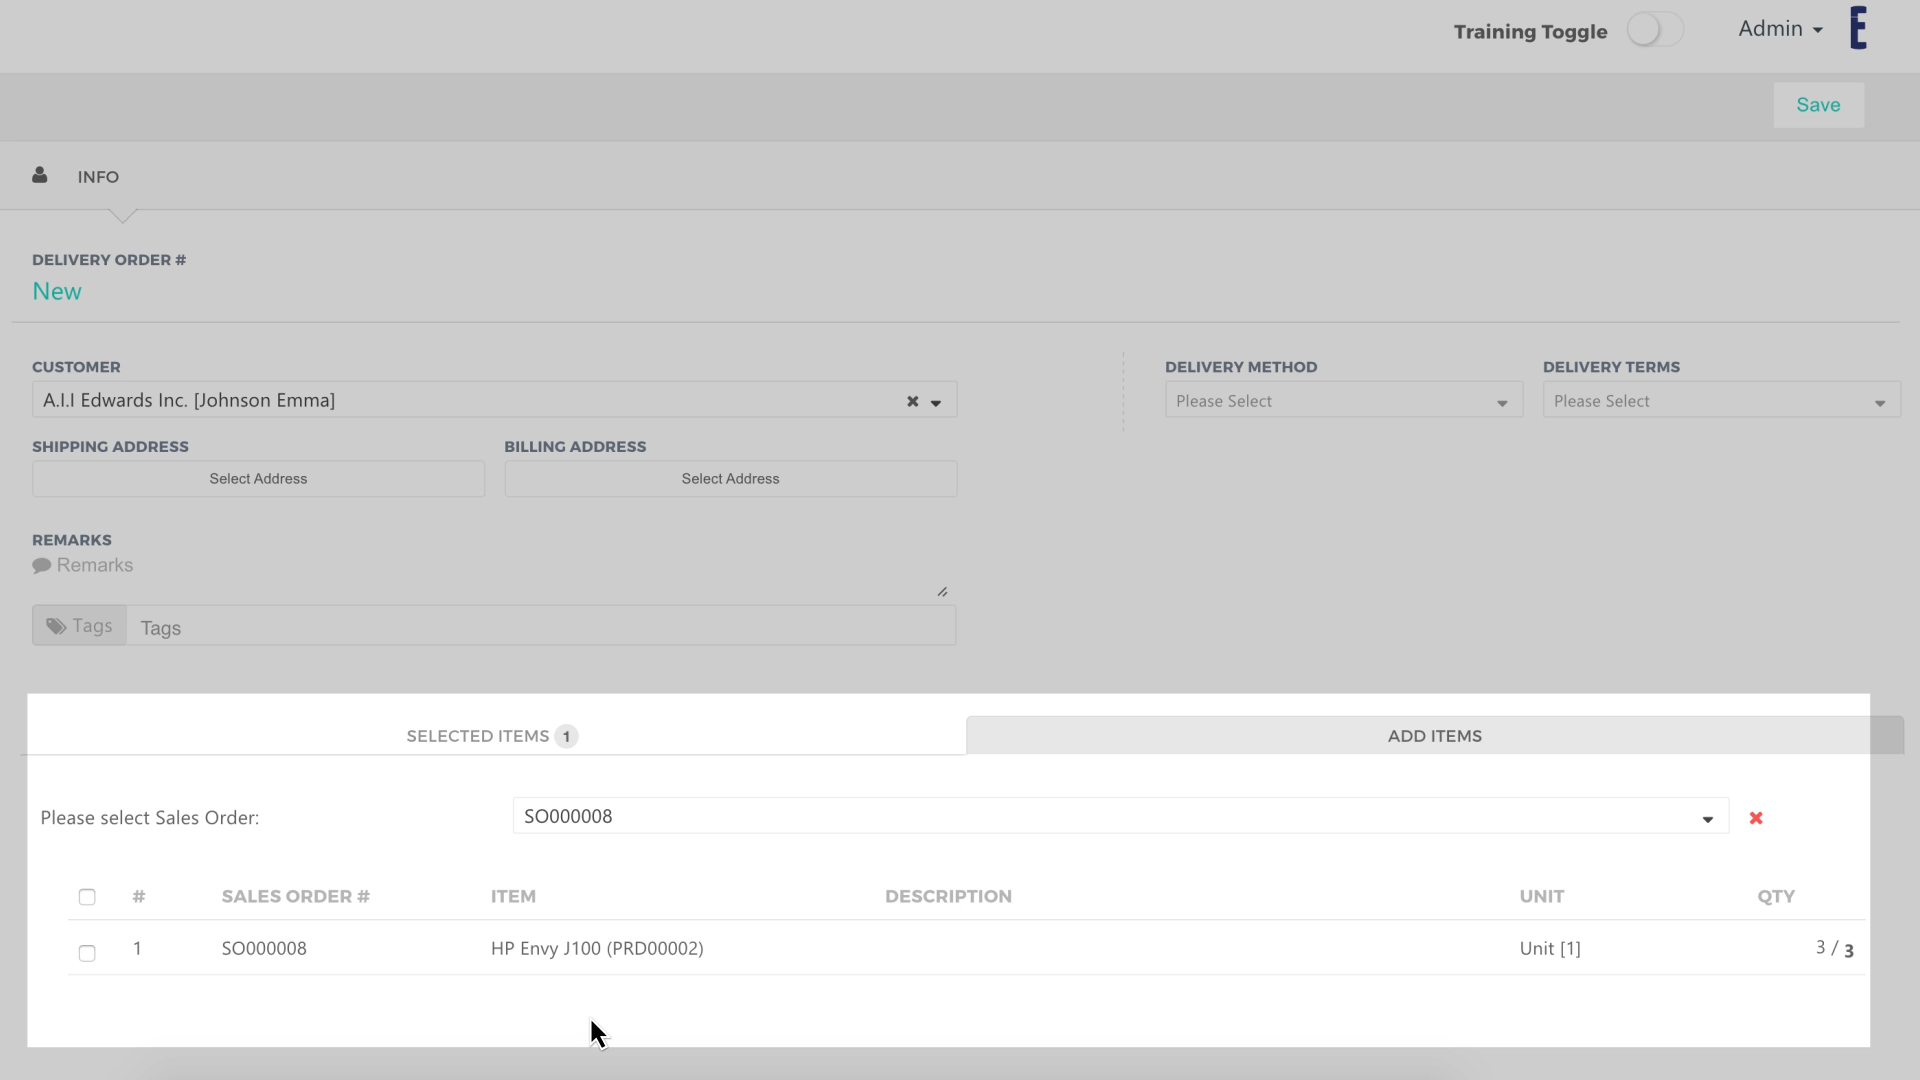 Training Toggle Admin E
Save
INFO
DELIVERY ORDER #
New
CUSTOMER DELIVERY METHOD DELIVERY TERMS
A.I.I Edwards Inc. [Johnson Emma] Please Select Please Select
SHIPPING ADDRESS BILLING ADDRESS
Select Address Select Address
REMARKS
Remarks
Tags Tags
SELECTED ITEMS 1 ADD ITEMS
Please select Sales Order: SO000008
# SALES ORDER # ITEM DESCRIPTION UNIT QTY
1 SO000008 HP Envy J100 (PRD00002) Unit [1] 3 / 3